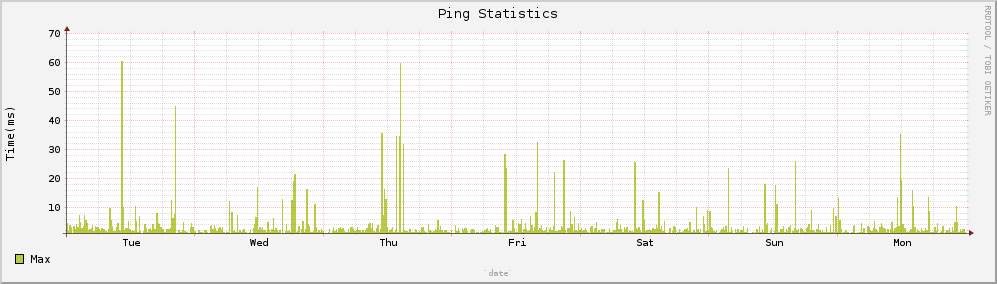 Ping Statistics
RRDTOOL / TOBI OETIKER
Time(ms)
70
60
50
40
30
20
10
Tue Wed Thu Fri Sat Sun Mon
Max
`date`